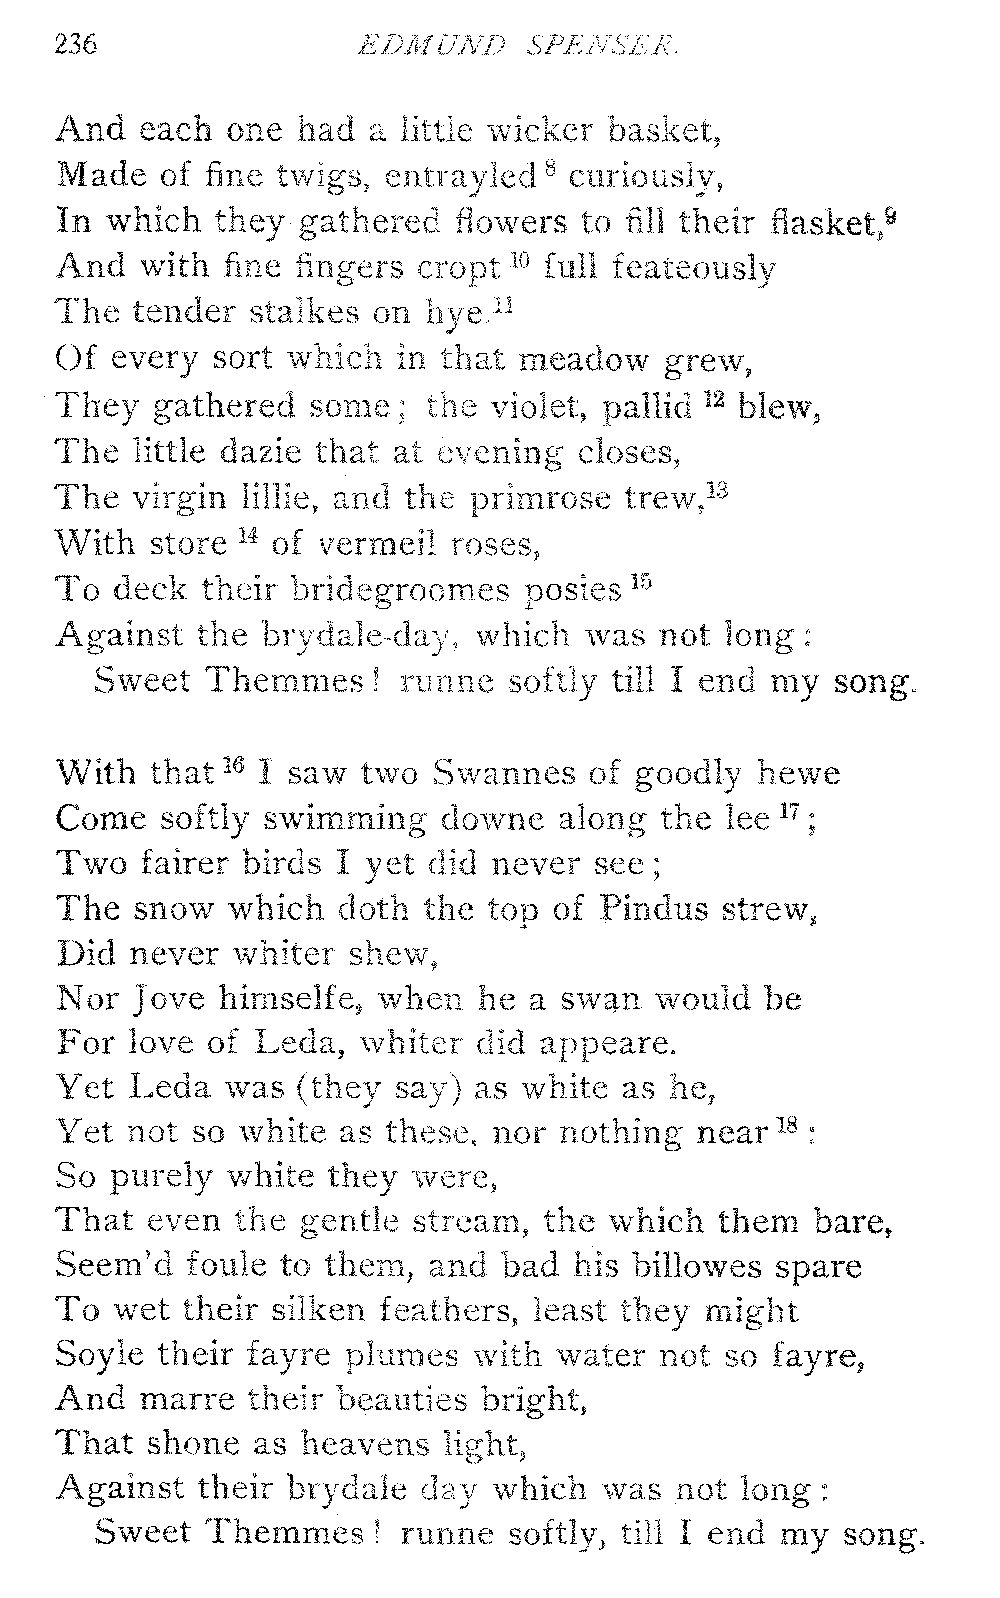 236 EDMUND SPENSER.
And each one had a little wicker basket,
Made of fine twigs, entrayled ⁸ curiously,
In which they gathered flowers to fill their flasket,⁹
And with fine fingers cropt ¹⁰ full feateously
The tender stalkes on hye.¹¹
Of every sort which in that meadow grew,
They gathered some; the violet, pallid ¹² blew,
The little dazie that at evening closes,
The virgin lillie, and the primrose trew,¹³
With store ¹⁴ of vermeil roses,
To deck their bridegroomes posies ¹⁵
Against the brydale-day, which was not long:
Sweet Themmes! runne softly till I end my song.
With that ¹⁶ I saw two Swannes of goodly hewe
Come softly swimming downe along the lee ¹⁷;
Two fairer birds I yet did never see;
The snow which doth the top of Pindus strew,
Did never whiter shew,
Nor Jove himselfe, when he a swan would be
For love of Leda, whiter did appeare.
Yet Leda was (they say) as white as he,
Yet not so white as these, nor nothing near ¹⁸:
So purely white they were,
That even the gentle stream, the which them bare,
Seem'd foule to them, and bad his billowes spare
To wet their silken feathers, least they might
Soyle their fayre plumes with water not so fayre,
And marre their beauties bright,
That shone as heavens light,
Against their brydale day which was not long:
Sweet Themmes! runne softly, till I end my song.